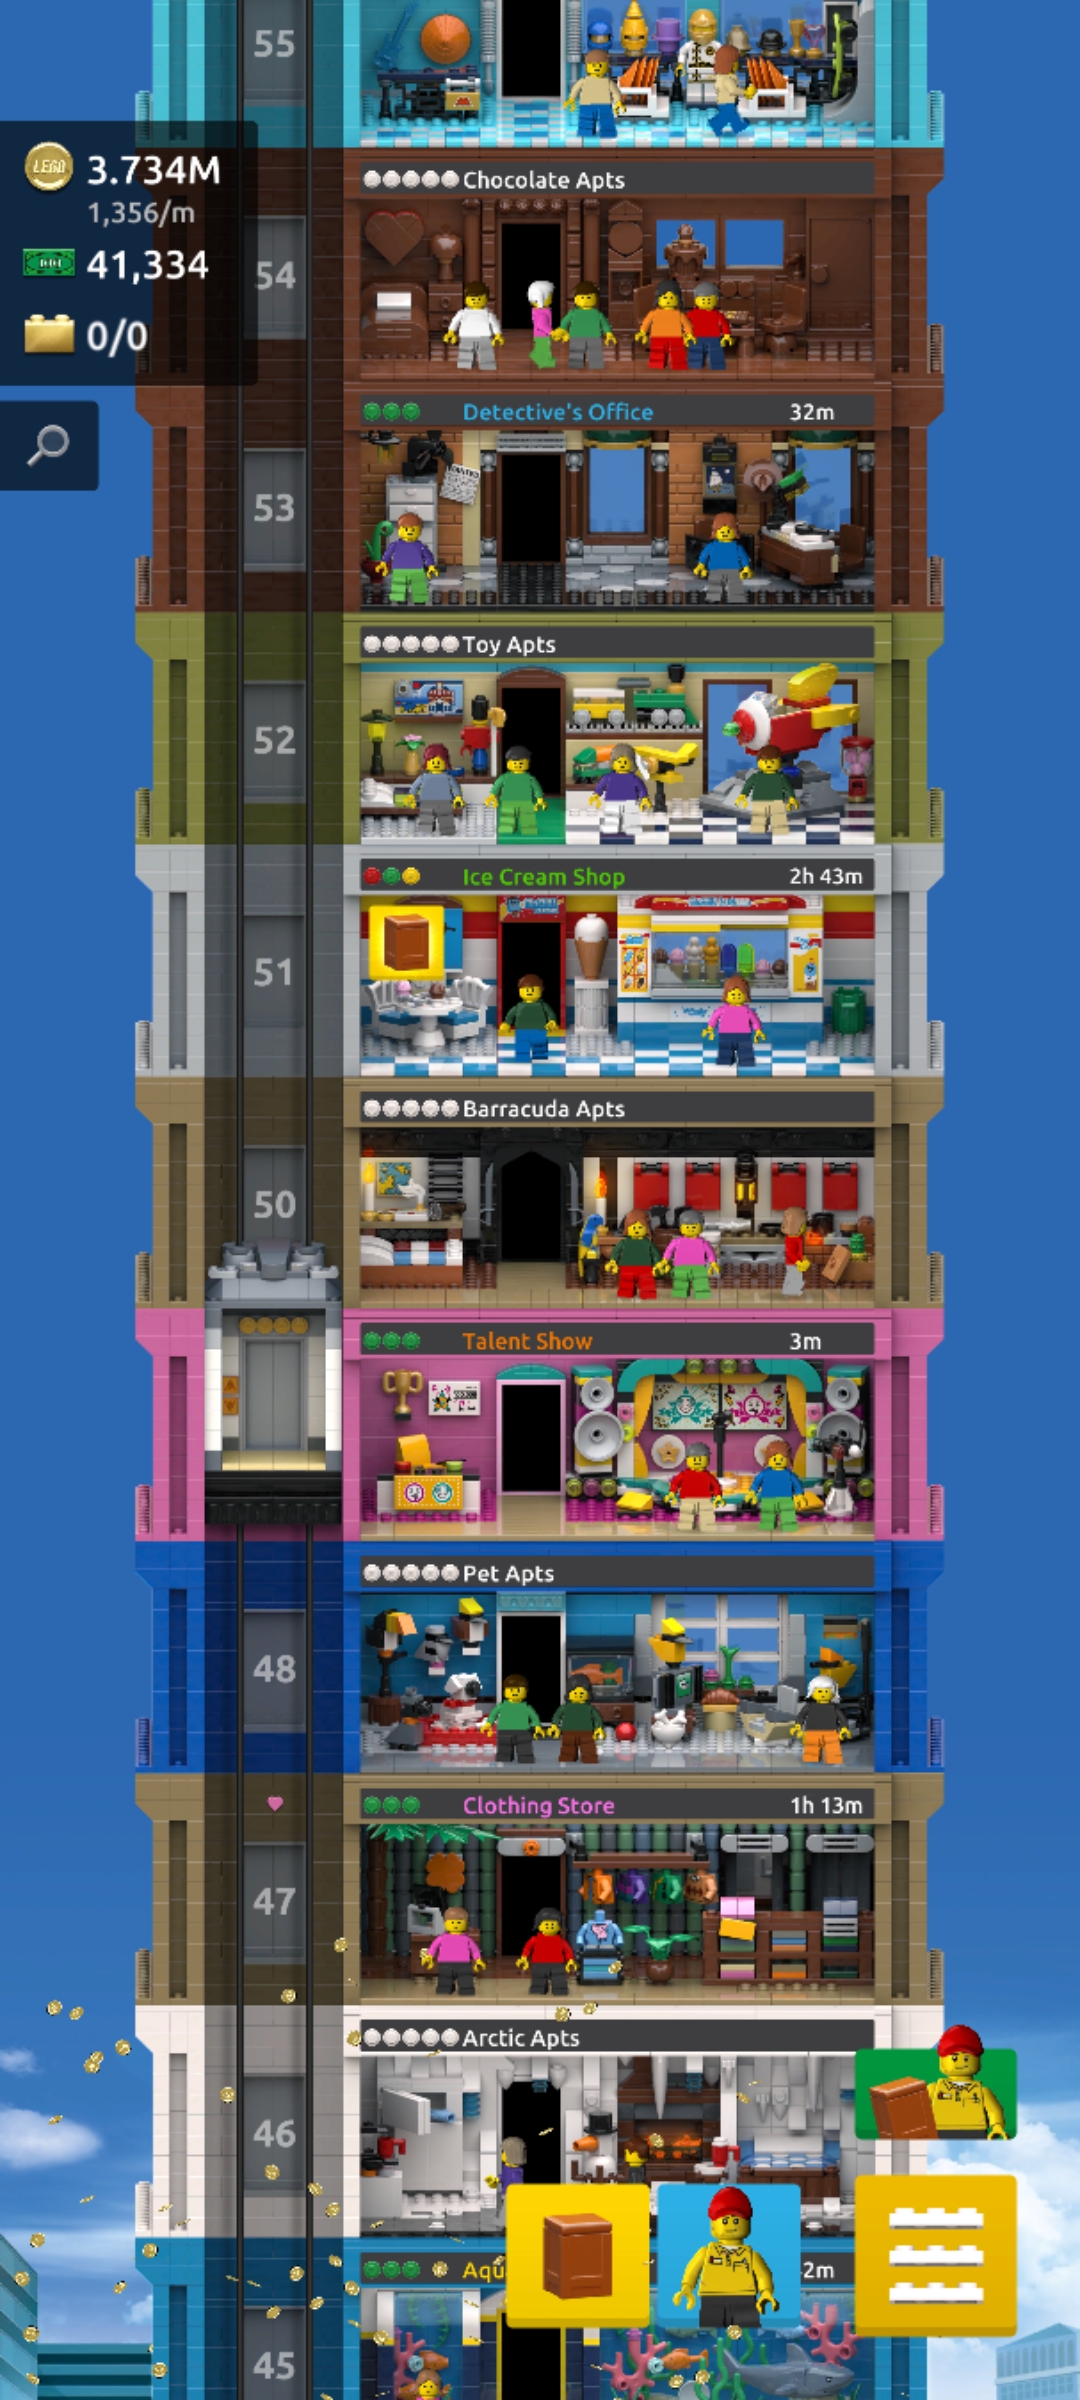 55
LEGO
3.734M
1,356/m
41,334
0/0
Chocolate Apts
54
Detective's Office 32m
53
Toy Apts
52
Ice Cream Shop 2h 43m
51
Barracuda Apts
50
Talent Show 3m
Pet Apts
48
Clothing Store 1h 13m
47
Arctic Apts
46
Aqu 2m
45